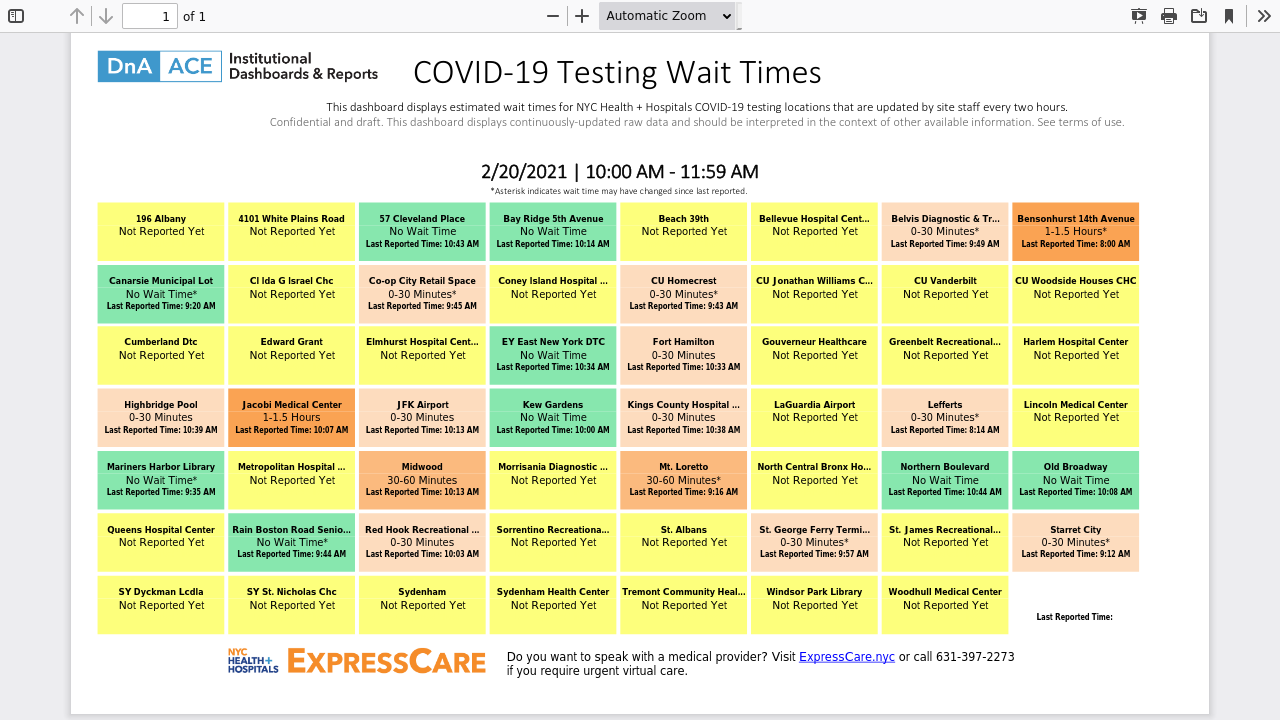 1 of 1 Automatic Zoom
DnA ACE Institutional
Dashboards & Reports
COVID-19 Testing Wait Times
This dashboard displays estimated wait times for NYC Health + Hospitals COVID-19 testing locations that are updated by site staff every two hours.
Confidential and draft. This dashboard displays continuously-updated raw data and should be interpreted in the context of other available information. See terms of use.
2/20/2021 | 10:00 AM - 11:59 AM
*Asterisk indicates wait time may have changed since last reported.
196 Albany
Not Reported Yet
4101 White Plains Road
Not Reported Yet
57 Cleveland Place
No Wait Time
Last Reported Time: 10:43 AM
Bay Ridge 5th Avenue
No Wait Time
Last Reported Time: 10:14 AM
Beach 39th
Not Reported Yet
Bellevue Hospital Cent...
Not Reported Yet
Belvis Diagnostic & Tr...
0-30 Minutes*
Last Reported Time: 9:49 AM
Bensonhurst 14th Avenue
1-1.5 Hours*
Last Reported Time: 8:00 AM
Canarsie Municipal Lot
No Wait Time*
Last Reported Time: 9:20 AM
Cl Ida G Israel Chc
Not Reported Yet
Co-op City Retail Space
0-30 Minutes*
Last Reported Time: 9:45 AM
Coney Island Hospital ...
Not Reported Yet
CU Homecrest
0-30 Minutes*
Last Reported Time: 9:43 AM
CU Jonathan Williams C...
Not Reported Yet
CU Vanderbilt
Not Reported Yet
CU Woodside Houses CHC
Not Reported Yet
Cumberland Dtc
Not Reported Yet
Edward Grant
Not Reported Yet
Elmhurst Hospital Cent...
Not Reported Yet
EY East New York DTC
No Wait Time
Last Reported Time: 10:34 AM
Fort Hamilton
0-30 Minutes
Last Reported Time: 10:33 AM
Gouverneur Healthcare
Not Reported Yet
Greenbelt Recreational...
Not Reported Yet
Harlem Hospital Center
Not Reported Yet
Highbridge Pool
0-30 Minutes
Last Reported Time: 10:39 AM
Jacobi Medical Center
1-1.5 Hours
Last Reported Time: 10:07 AM
JFK Airport
0-30 Minutes
Last Reported Time: 10:13 AM
Kew Gardens
No Wait Time
Last Reported Time: 10:00 AM
Kings County Hospital ...
0-30 Minutes
Last Reported Time: 10:38 AM
LaGuardia Airport
Not Reported Yet
Lefferts
0-30 Minutes*
Last Reported Time: 8:14 AM
Lincoln Medical Center
Not Reported Yet
Mariners Harbor Library
No Wait Time*
Last Reported Time: 9:35 AM
Metropolitan Hospital ...
Not Reported Yet
Midwood
30-60 Minutes
Last Reported Time: 10:13 AM
Morrisania Diagnostic ...
Not Reported Yet
Mt. Loretto
30-60 Minutes*
Last Reported Time: 9:16 AM
North Central Bronx Ho...
Not Reported Yet
Northern Boulevard
No Wait Time
Last Reported Time: 10:44 AM
Old Broadway
No Wait Time
Last Reported Time: 10:08 AM
Queens Hospital Center
Not Reported Yet
Rain Boston Road Senio...
No Wait Time*
Last Reported Time: 9:44 AM
Red Hook Recreational ...
0-30 Minutes
Last Reported Time: 10:03 AM
Sorrentino Recreationa...
Not Reported Yet
St. Albans
Not Reported Yet
St. George Ferry Termi...
0-30 Minutes*
Last Reported Time: 9:57 AM
St. James Recreational...
Not Reported Yet
Starret City
0-30 Minutes*
Last Reported Time: 9:12 AM
SY Dyckman Lcdla
Not Reported Yet
SY St. Nicholas Chc
Not Reported Yet
Sydenham
Not Reported Yet
Sydenham Health Center
Not Reported Yet
Tremont Community Heal...
Not Reported Yet
Windsor Park Library
Not Reported Yet
Woodhull Medical Center
Not Reported Yet
Last Reported Time:
NYC
HEALTH+
HOSPITALS
EXPRESSCARE
Do you want to speak with a medical provider? Visit ExpressCare.nyc or call 631-397-2273
if you require urgent virtual care.